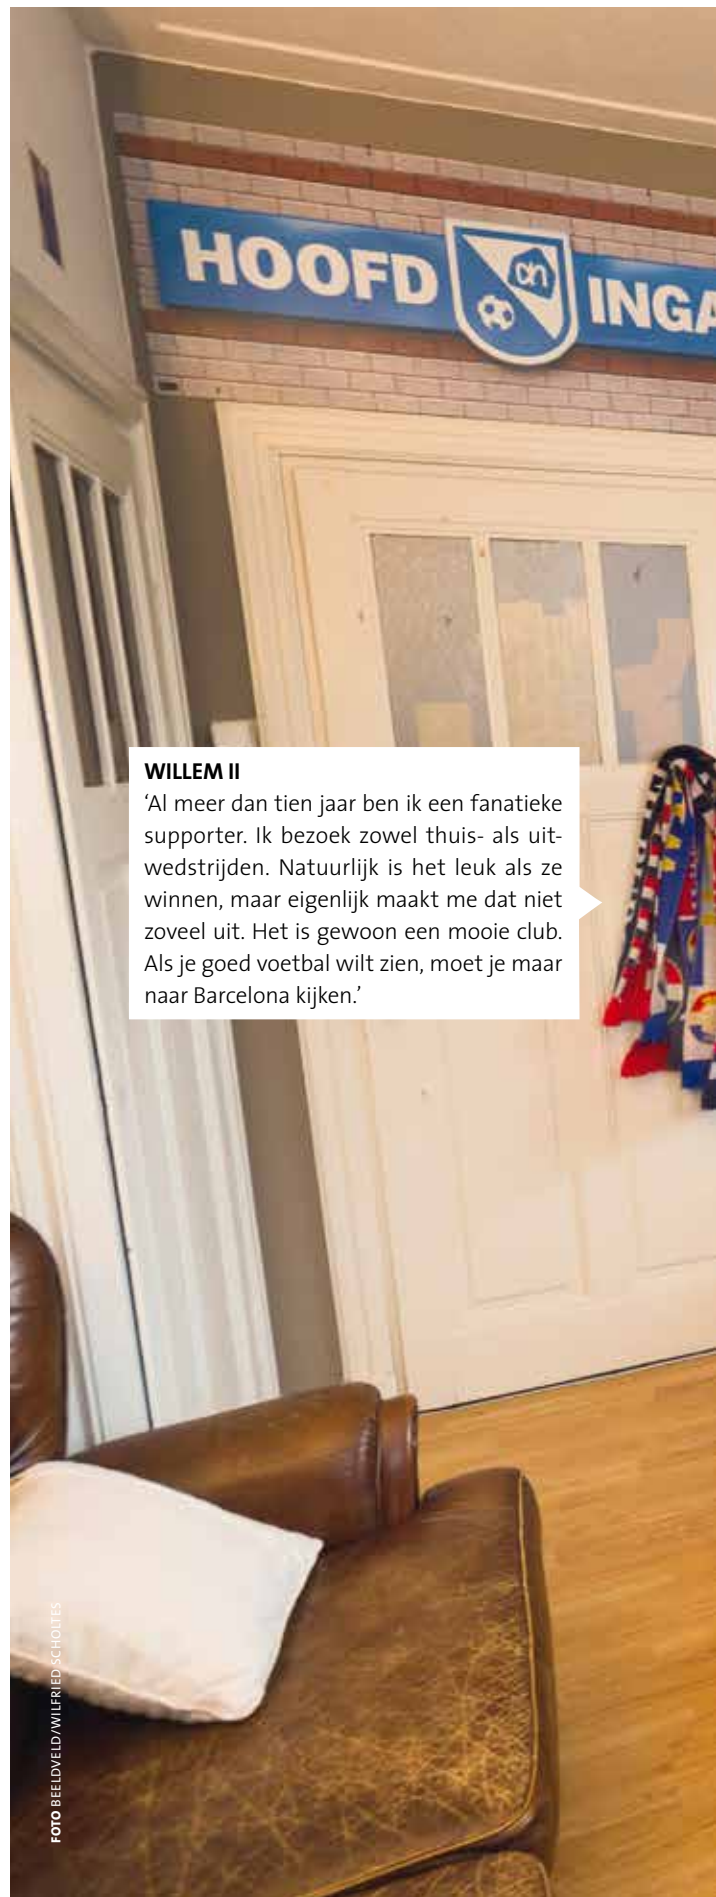 HOOFD ah INGA
WILLEM II
‘Al meer dan tien jaar ben ik een fanatieke
supporter. Ik bezoek zowel thuis- als uit-
wedstrijden. Natuurlijk is het leuk als ze
winnen, maar eigenlijk maakt me dat niet
zoveel uit. Het is gewoon een mooie club.
Als je goed voetbal wilt zien, moet je maar
naar Barcelona kijken.’
FOTO BEELDVELD/WILFRIED SCHOLTES